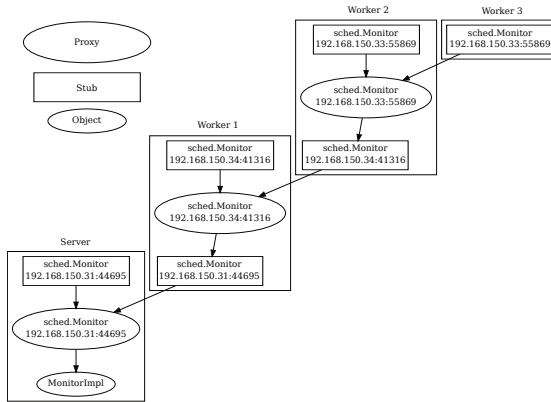 Worker 2
Worker 3
sched.Monitor
192.168.150.33:55869
sched.Monitor
192.168.150.33:55869
Proxy
Stub
Object
sched.Monitor
192.168.150.33:55869
Worker 1
sched.Monitor
192.168.150.34:41316
sched.Monitor
192.168.150.34:41316
sched.Monitor
192.168.150.34:41316
Server
sched.Monitor
192.168.150.31:44695
sched.Monitor
192.168.150.31:44695
sched.Monitor
192.168.150.31:44695
MonitorImpl